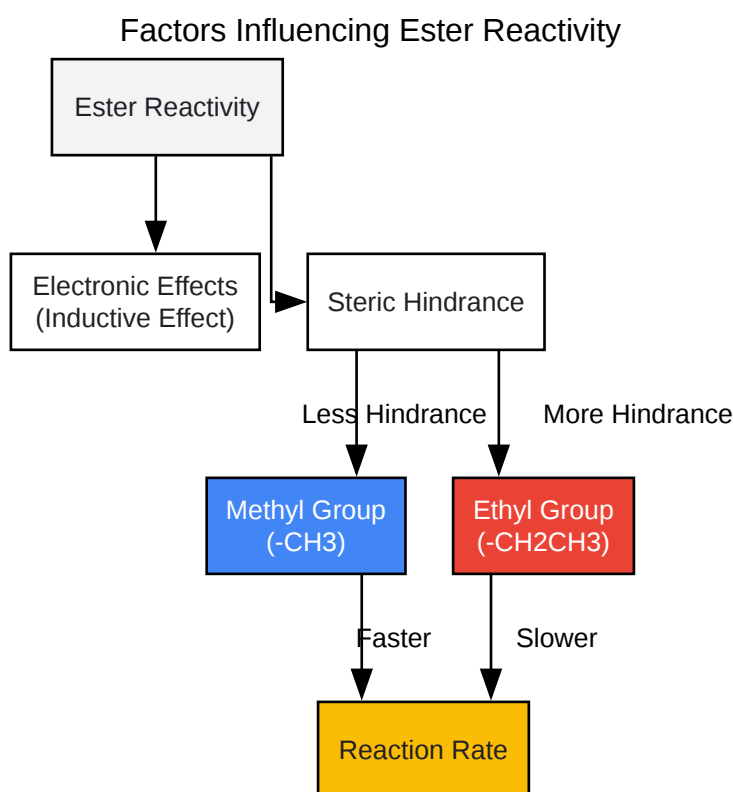 Factors Influencing Ester Reactivity
Ester Reactivity
Electronic Effects
(Inductive Effect)
Steric Hindrance
Less Hindrance
More Hindrance
Methyl Group
(-CH3)
Ethyl Group
(-CH2CH3)
Faster
Slower
Reaction Rate